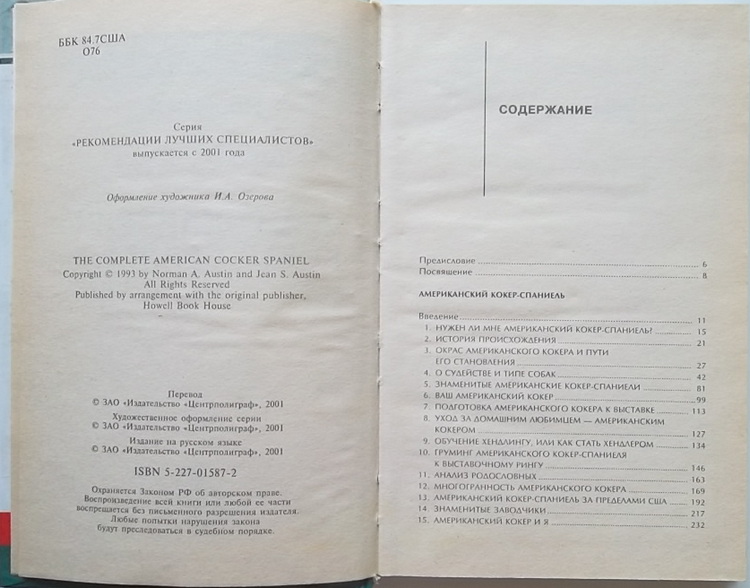 ББК 84.7США
О76
Серия
«РЕКОМЕНДАЦИИ ЛУЧШИХ СПЕЦИАЛИСТОВ»
выпускается с 2001 года
Оформление художника И.А. Озерова
THE COMPLETE AMERICAN COCKER SPANIEL
Copyright © 1993 by Norman A. Austin and Jean S. Austin
All Rights Reserved
Published by arrangement with the original publisher,
Howell Book House
Перевод
© ЗАО «Издательство «Центрполиграф», 2001
Художественное оформление серии
© ЗАО «Издательство «Центрполиграф», 2001
Издание на русском языке
© ЗАО «Издательство «Центрполиграф», 2001
ISBN 5-227-01587-2
Охраняется Законом РФ об авторском праве.
Воспроизведение всей книги или любой ее части
воспрещается без письменного разрешения издателя.
Любые попытки нарушения закона
будут преследоваться в судебном порядке.
СОДЕРЖАНИЕ
Предисловие 6
Посвящение 8
АМЕРИКАНСКИЙ КОКЕР-СПАНИЕЛЬ
Введение 11
1. НУЖЕН ЛИ МНЕ АМЕРИКАНСКИЙ КОКЕР-СПАНИЕЛЬ? 15
2. ИСТОРИЯ ПРОИСХОЖДЕНИЯ 21
3. ОКРАС АМЕРИКАНСКОГО КОКЕРА И ПУТИ
ЕГО СТАНОВЛЕНИЯ 27
4. О СУДЕЙСТВЕ И ТИПЕ СОБАК 42
5. ЗНАМЕНИТЫЕ АМЕРИКАНСКИЕ КОКЕР-СПАНИЕЛИ 81
6. ВАШ АМЕРИКАНСКИЙ КОКЕР 99
7. ПОДГОТОВКА АМЕРИКАНСКОГО КОКЕРА К ВЫСТАВКЕ 113
8. УХОД ЗА ДОМАШНИМ ЛЮБИМЦЕМ — АМЕРИКАНСКИМ
КОКЕРОМ 127
9. ОБУЧЕНИЕ ХЕНДЛИНГУ, ИЛИ КАК СТАТЬ ХЕНДЛЕРОМ 134
10. ГРУМИНГ АМЕРИКАНСКОГО КОКЕР-СПАНИЕЛЯ
К ВЫСТАВОЧНОМУ РИНГУ 146
11. АНАЛИЗ РОДОСЛОВНЫХ 163
12. МНОГОГРАННОСТЬ АМЕРИКАНСКОГО КОКЕРА 169
13. АМЕРИКАНСКИЙ КОКЕР-СПАНИЕЛЬ ЗА ПРЕДЕЛАМИ США 192
14. ЗНАМЕНИТЫЕ ЗАВОДЧИКИ 217
15. АМЕРИКАНСКИЙ КОКЕР И Я 232